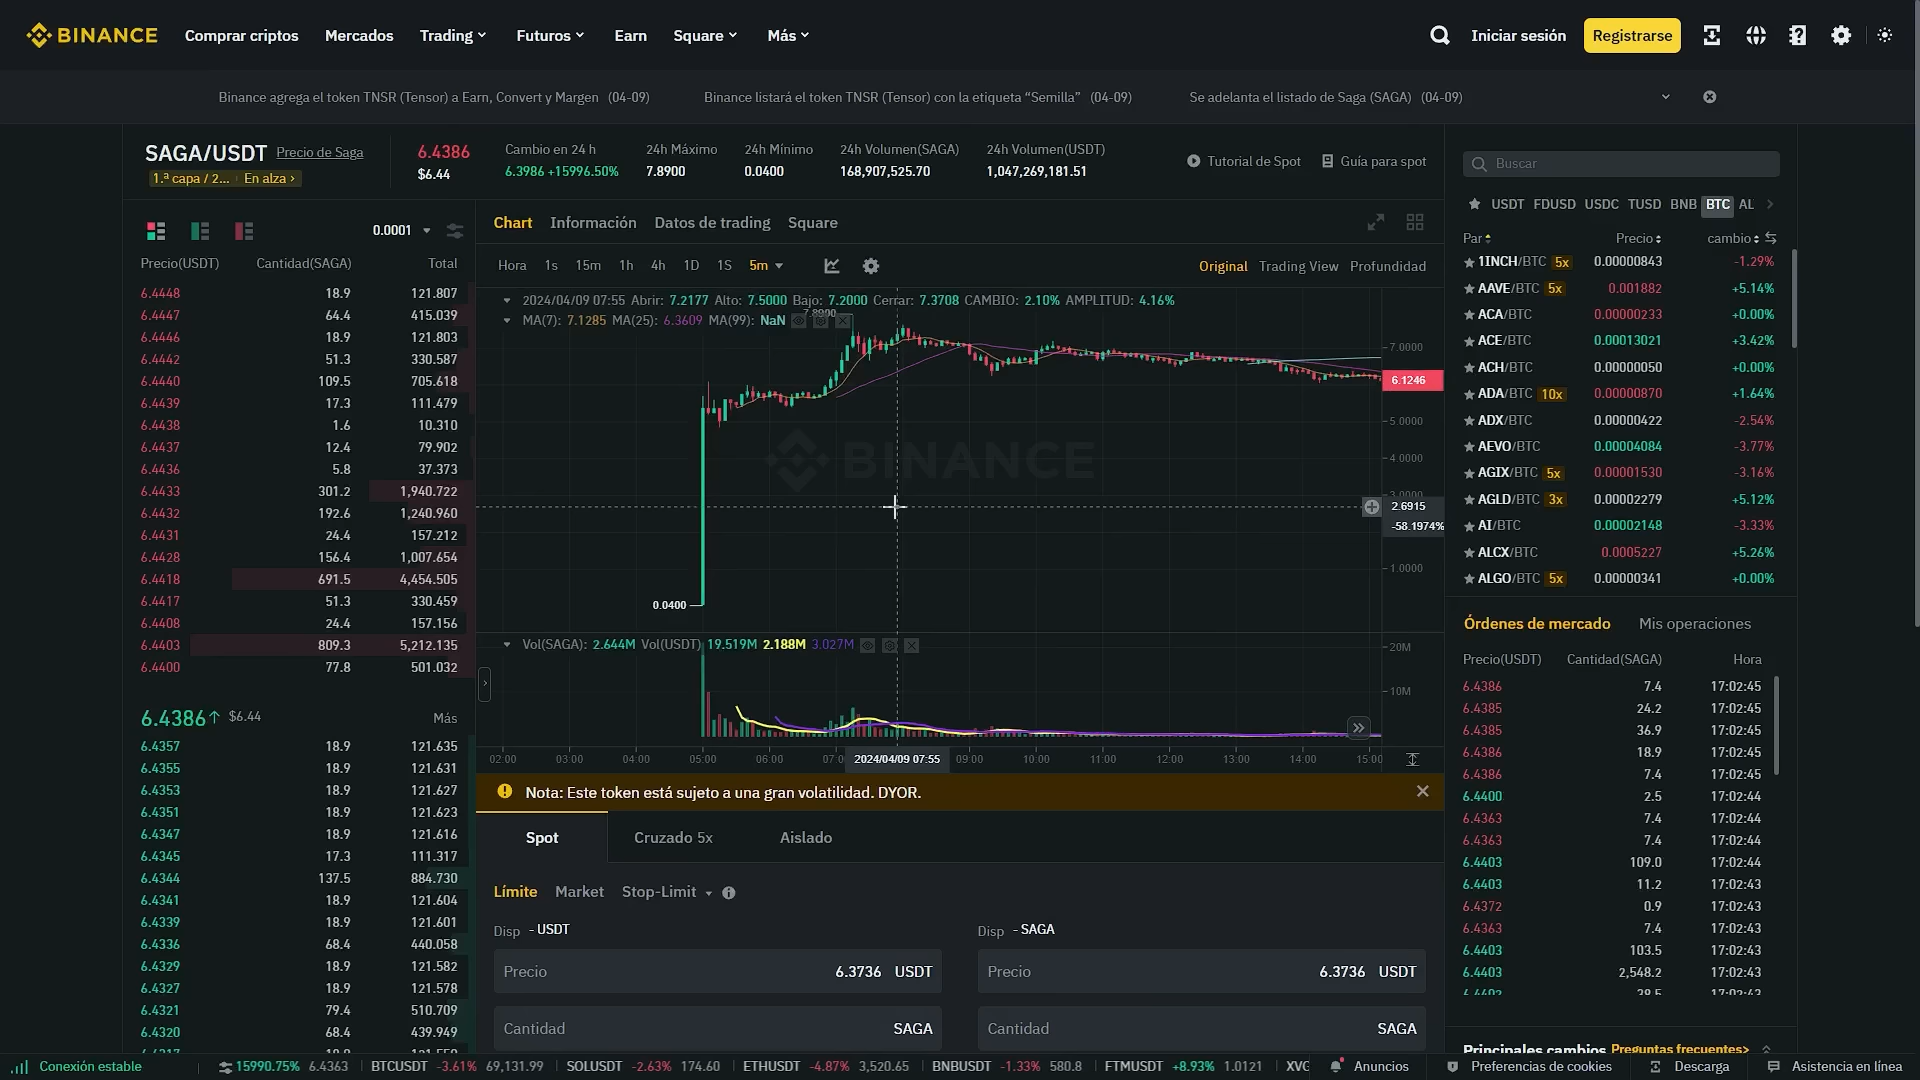 BINANCE Comprar criptos Mercados Trading Futuros Earn Square Más Iniciar sesión Registrarse
Binance agrega el token TNSR (Tensor) a Earn, Convert y Margen (04-09) Binance listará el token TNSR (Tensor) con la etiqueta “Semilla” (04-09) Se adelanta el listado de Saga (SAGA) (04-09)
SAGA/USDT Precio de Saga
1.ª capa / 2... En alza
6.4386
$6.44
Cambio en 24 h
6.3986 +15996.50%
24h Máximo
7.8900
24h Mínimo
0.0400
24h Volumen(SAGA)
168,907,525.70
24h Volumen(USDT)
1,047,269,181.51
Tutorial de Spot Guía para spot
0.0001
Precio(USDT) Cantidad(SAGA) Total
6.4448 18.9 121.807
6.4447 64.4 415.039
6.4446 18.9 121.803
6.4442 51.3 330.587
6.4440 109.5 705.618
6.4439 17.3 111.479
6.4438 1.6 10.310
6.4437 12.4 79.902
6.4436 5.8 37.373
6.4433 301.2 1,940.722
6.4432 192.6 1,240.960
6.4431 24.4 157.212
6.4428 156.4 1,007.654
6.4418 691.5 4,454.505
6.4417 51.3 330.459
6.4408 24.4 157.156
6.4403 809.3 5,212.135
6.4400 77.8 501.032
6.4386↑ $6.44 Más
6.4357 18.9 121.635
6.4355 18.9 121.631
6.4353 18.9 121.627
6.4351 18.9 121.623
6.4347 18.9 121.616
6.4345 17.3 111.317
6.4344 137.5 884.730
6.4341 18.9 121.604
6.4339 18.9 121.601
6.4336 68.4 440.058
6.4329 18.9 121.582
6.4327 18.9 121.578
6.4321 79.4 510.709
6.4320 68.4 439.949
Chart Información Datos de trading Square
Hora 1s 15m 1h 4h 1D 1S 5m Original Trading View Profundidad
2024/04/09 07:55 Abrir: 7.2177 Alto: 7.5000 Bajo: 7.2000 Cerrar: 7.3708 CAMBIO: 2.10% AMPLITUD: 4.16%
MA(7): 7.1285 MA(25): 6.3609 MA(99): NaN
7.8900
7.0000
6.1246
5.0000
BINANCE
4.0000
3.0000
2.6915
-58.1974%
1.0000
0.0400
Vol(SAGA): 2.644M Vol(USDT) 19.519M 2.188M 3.027M
20M
10M
02:00 03:00 04:00 05:00 06:00 07:0 2024/04/09 07:55 09:00 10:00 11:00 12:00 13:00 14:00 15:00
Nota: Este token está sujeto a una gran volatilidad. DYOR.
Spot Cruzado 5x Aislado
Límite Market Stop-Limit
Disp - USDT Disp - SAGA
Precio 6.3736 USDT Precio 6.3736 USDT
Cantidad SAGA Cantidad SAGA
Buscar
USDT FDUSD USDC TUSD BNB BTC AL
Par Precio cambio
1INCH/BTC 5x 0.00000843 -1.29%
AAVE/BTC 5x 0.001882 +5.14%
ACA/BTC 0.00000233 +0.00%
ACE/BTC 0.00013021 +3.42%
ACH/BTC 0.00000050 +0.00%
ADA/BTC 10x 0.00000870 +1.64%
ADX/BTC 0.00000422 -2.54%
AEVO/BTC 0.00004084 -3.77%
AGIX/BTC 5x 0.00001530 -3.16%
AGLD/BTC 3x 0.00002279 +5.12%
AI/BTC 0.00002148 -3.33%
ALCX/BTC 0.0005227 +5.26%
ALGO/BTC 5x 0.00000341 +0.00%
Órdenes de mercado Mis operaciones
Precio(USDT) Cantidad(SAGA) Hora
6.4386 7.4 17:02:45
6.4385 24.2 17:02:45
6.4385 36.9 17:02:45
6.4386 18.9 17:02:45
6.4386 7.4 17:02:45
6.4400 2.5 17:02:44
6.4363 7.4 17:02:44
6.4363 7.4 17:02:44
6.4403 109.0 17:02:44
6.4403 11.2 17:02:43
6.4372 0.9 17:02:43
6.4363 7.4 17:02:43
6.4403 103.5 17:02:43
6.4403 2,548.2 17:02:43
6.4402 38.5 17:02:43
Principales cambios Preguntas frecuentes>
Conexión estable 15990.75% 6.4363 BTCUSDT -3.61% 69,131.99 SOLUSDT -2.63% 174.60 ETHUSDT -4.87% 3,520.65 BNBUSDT -1.33% 580.8 FTMUSDT +8.93% 1.0121 XVG Anuncios Preferencias de cookies Descarga Asistencia en línea